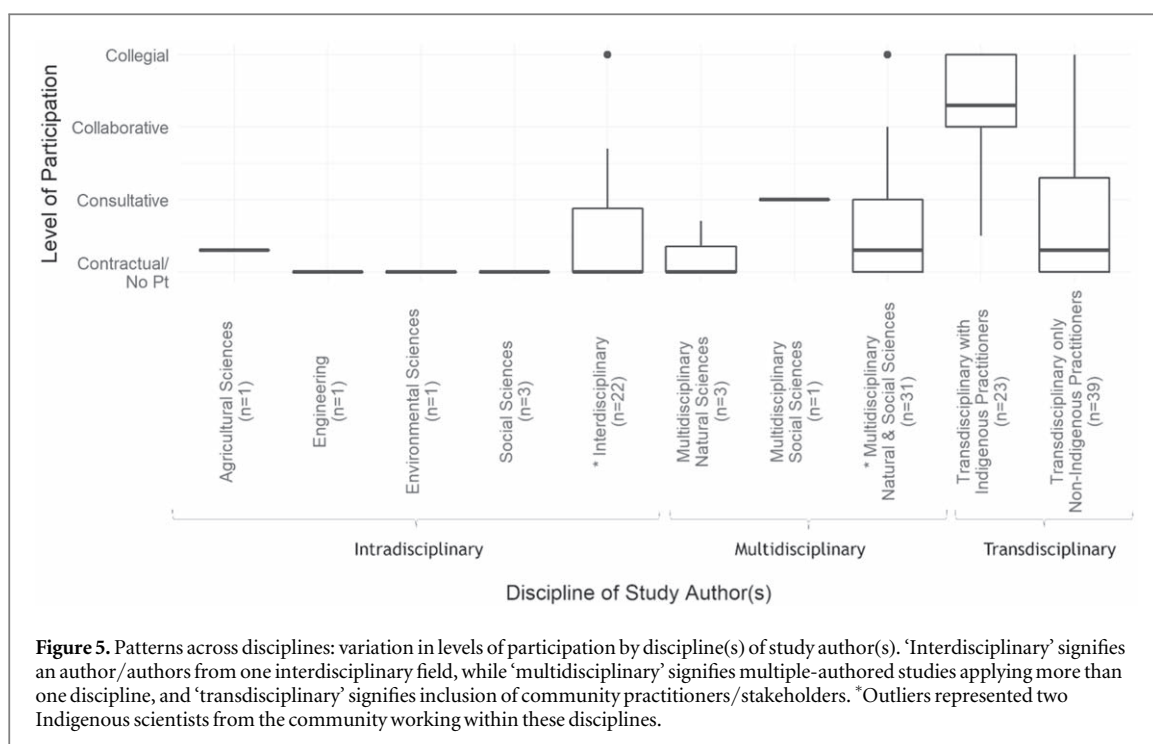 Level of Participation
Collegial
Collaborative
Consultative
Contractual/
No Pt
Agricultural Sciences
(n=1)
Engineering
(n=1)
Environmental Sciences
(n=1)
Social Sciences
(n=3)
* Interdisciplinary
(n=22)
Multidisciplinary
Natural Sciences
(n=3)
Multidisciplinary
Social Sciences
(n=1)
* Multidisciplinary
Natural & Social Sciences
(n=31)
Transdisciplinary with
Indigenous Practitioners
(n=23)
Transdisciplinary only
Non-Indigenous Practitioners
(n=39)
Intradisciplinary
Multidisciplinary
Transdisciplinary
Discipline of Study Author(s)
Figure 5. Patterns across disciplines: variation in levels of participation by discipline(s) of study author(s). ‘Interdisciplinary’ signifies
an author/authors from one interdisciplinary field, while ‘multidisciplinary’ signifies multiple-authored studies applying more than
one discipline, and ‘transdisciplinary’ signifies inclusion of community practitioners/stakeholders. *Outliers represented two
Indigenous scientists from the community working within these disciplines.